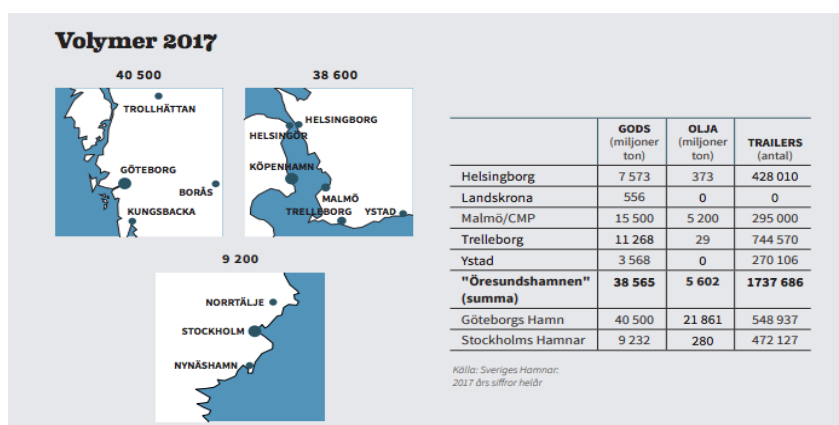 Volymer 2017
40 500
TROLLHÄTTAN
GÖTEBORG
BORÅS
KUNGSBACKA
38 600
HELSINGBORG
HELSINGÖR
KÖPENHAMN
MALMÖ
TRELLEBORG YSTAD
9 200
NORRTÄLJE
STOCKHOLM
NYNÄSHAMN
GODS (miljoner ton) OLJA (miljoner ton) TRAILERS (antal)
Helsingborg 7 573 373 428 010
Landskrona 556 0 0
Malmö/CMP 15 500 5 200 295 000
Trelleborg 11 268 29 744 570
Ystad 3 568 0 270 106
"Öresundshamnen" (summa) 38 565 5 602 1737 686
Göteborgs Hamn 40 500 21 861 548 937
Stockholms Hamnar 9 232 280 472 127
Källa: Sveriges Hamnar:
2017 års siffror helår